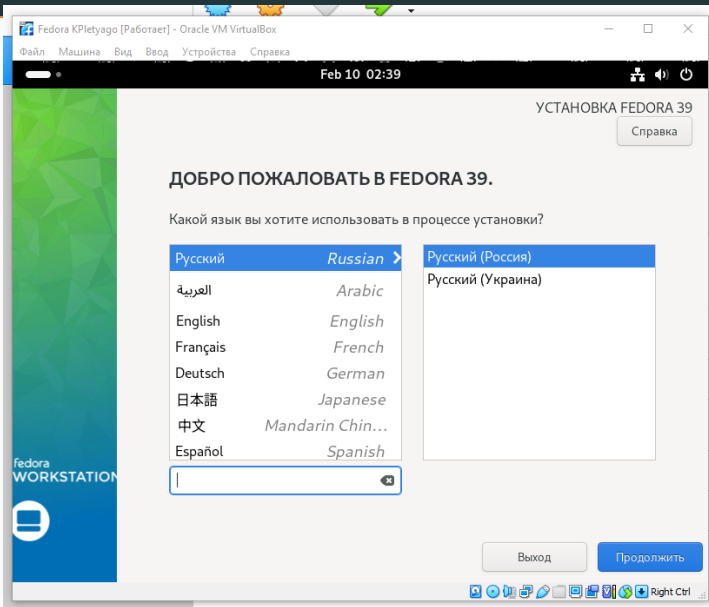 Fedora KPletyago [Работает] - Oracle VM VirtualBox
Файл Машина Вид Ввод Устройства Справка
Feb 10 02:39
УСТАНОВКА FEDORA 39
Справка
ДОБРО ПОЖАЛОВАТЬ В FEDORA 39.
Какой язык вы хотите использовать в процессе установки?
Русский Russian
العربية Arabic
English English
Français French
Deutsch German
日本語 Japanese
中文 Mandarin Chin...
Español Spanish
Русский (Россия)
Русский (Украина)
fedora
WORKSTATION
Выход
Продолжить
Right Ctrl